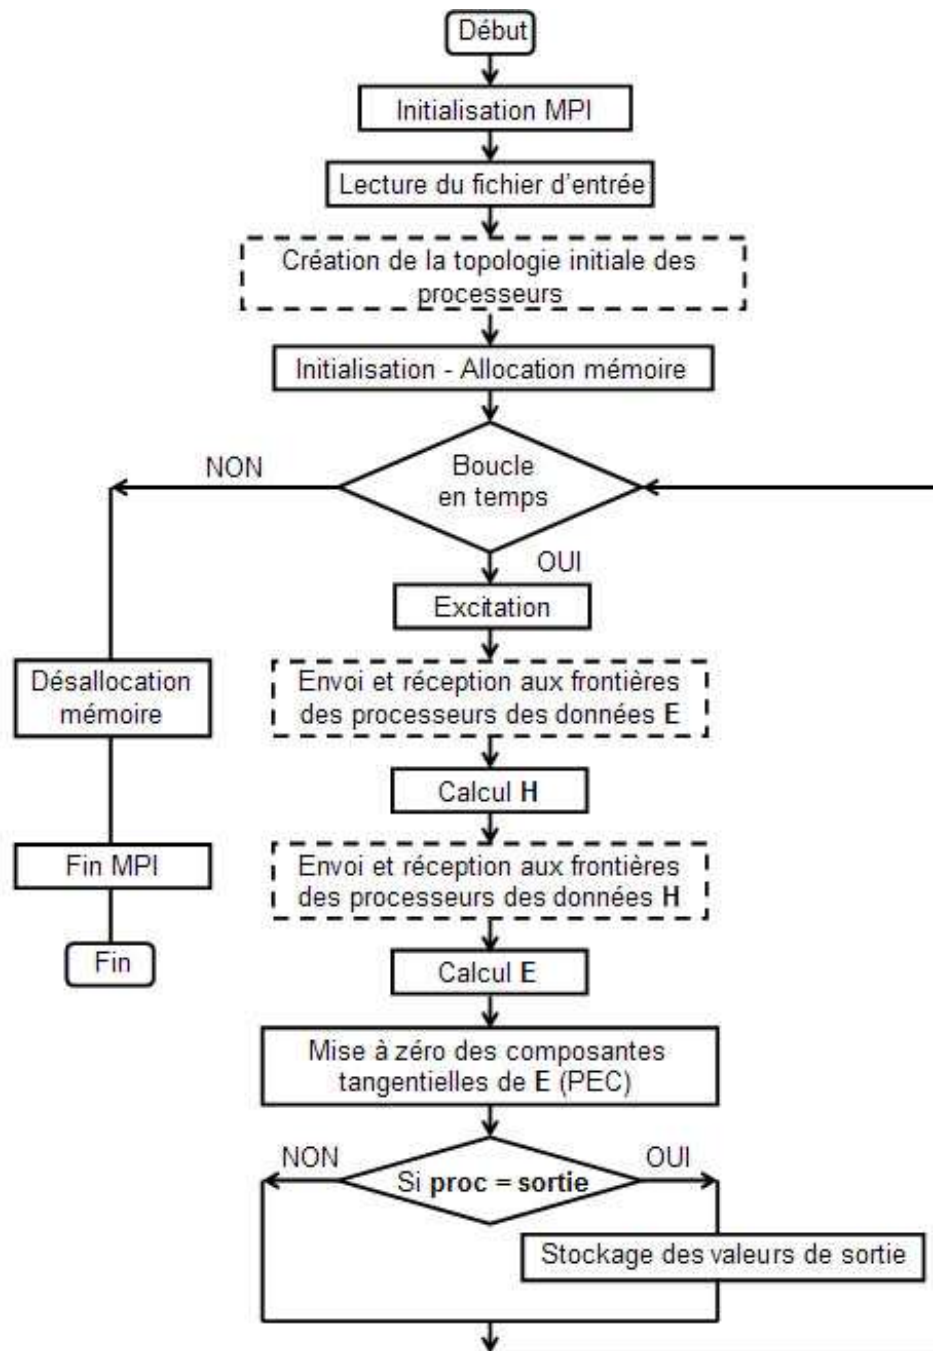 Début
Initialisation MPI
Lecture du fichier d'entrée
Création de la topologie initiale des
processeurs
Initialisation - Allocation mémoire
Boucle
en temps
NON
OUI
Excitation
Envoi et réception aux frontières
des processeurs des données E
Calcul H
Envoi et réception aux frontières
des processeurs des données H
Calcul E
Mise à zéro des composantes
tangentielles de E (PEC)
Si proc = sortie
NON
OUI
Stockage des valeurs de sortie
Désallocation
mémoire
Fin MPI
Fin